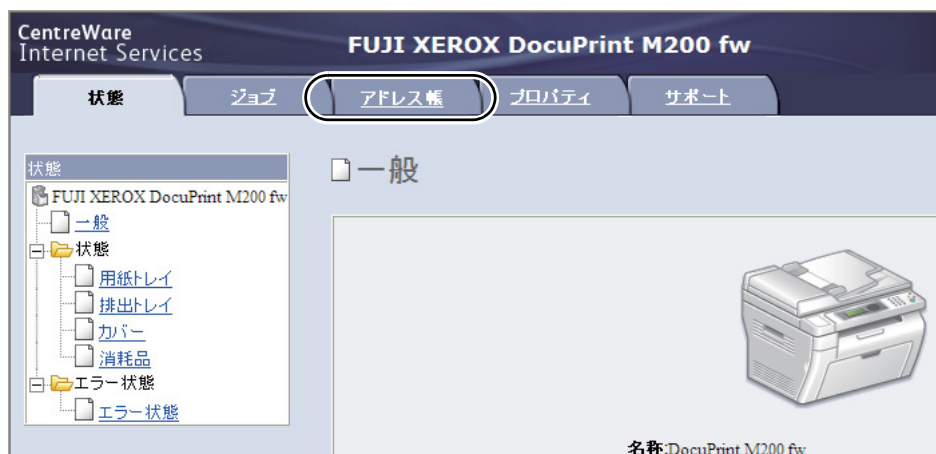 CentreWare
Internet Services
FUJI XEROX DocuPrint M200 fw
状態 ジョブ アドレス帳 プロパティ サポート
状態
FUJI XEROX DocuPrint M200 fw
一般
状態
用紙トレイ
排出トレイ
カバー
消耗品
エラー状態
エラー状態
一般
名称:DocuPrint M200 fw